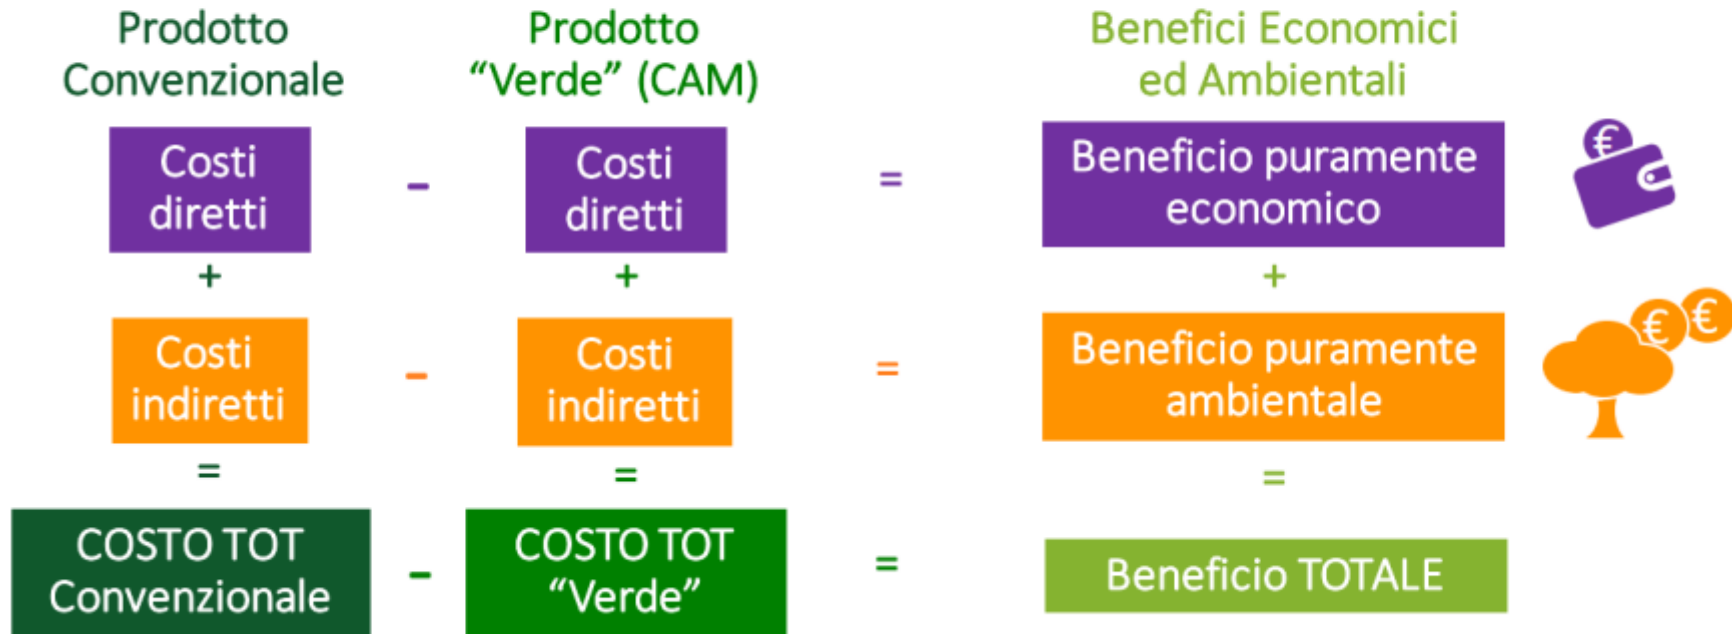 Prodotto
Convenzionale
Prodotto
“Verde” (CAM)
Benefici Economici
ed Ambientali
Costi
diretti
-
Costi
diretti
=
Beneficio puramente
economico
€
+
+
+
Costi
indiretti
-
Costi
indiretti
=
Beneficio puramente
ambientale
€ €
=
=
=
COSTO TOT
Convenzionale
-
COSTO TOT
“Verde”
=
Beneficio TOTALE